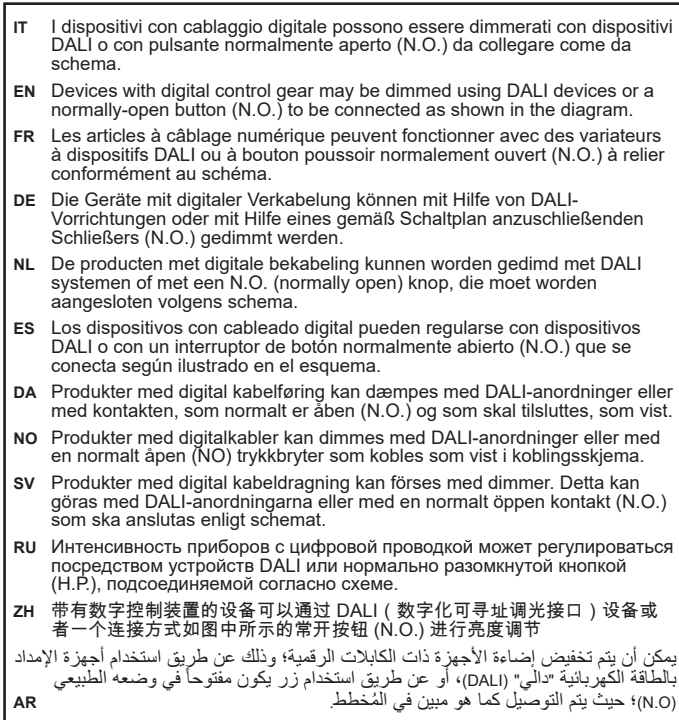 IT I dispositivi con cablaggio digitale possono essere dimmerati con dispositivi
DALI o con pulsante normalmente aperto (N.O.) da collegare come da
schema.
EN Devices with digital control gear may be dimmed using DALI devices or a
normally-open button (N.O.) to be connected as shown in the diagram.
FR Les articles à câblage numérique peuvent fonctionner avec des variateurs
à dispositifs DALI ou à bouton poussoir normalement ouvert (N.O.) à relier
conformément au schéma.
DE Die Geräte mit digitaler Verkabelung können mit Hilfe von DALI-
Vorrichtungen oder mit Hilfe eines gemäß Schaltplan anzuschließenden
Schließers (N.O.) gedimmt werden.
NL De producten met digitale bekabeling kunnen worden gedimd met DALI
systemen of met een N.O. (normally open) knop, die moet worden
aangesloten volgens schema.
ES Los dispositivos con cableado digital pueden regularse con dispositivos
DALI o con un interruptor de botón normalmente abierto (N.O.) que se
conecta según ilustrado en el esquema.
DA Produkter med digital kabelføring kan dæmpes med DALI-anordninger eller
med kontakten, som normalt er åben (N.O.) og som skal tilsluttes, som vist.
NO Produkter med digitalkabler kan dimmes med DALI-anordninger eller med
en normalt åpen (NO) trykkbryter som kobles som vist i koblingsskjema.
SV Produkter med digital kabeldragning kan förses med dimmer. Detta kan
göras med DALI-anordningarna eller med en normalt öppen kontakt (N.O.)
som ska anslutas enligt schemat.
RU Интенсивность приборов с цифровой проводкой может регулироваться
посредством устройств DALI или нормально разомкнутой кнопкой
(Н.Р.), подсоединяемой согласно схеме.
ZH 带有数字控制装置的设备可以通过 DALI ( 数字化可寻址调光接口 ) 设备或
者一个连接方式如图中所示的常开按钮 (N.O.) 进行亮度调节
يمكن أن يتم تخفيض إضاءة الأجهزة ذات الكابلات الرقمية؛ وذلك عن طريق استخدام أجهزة الإمداد
بالطاقة الكهربائية "دالي" (DALI)، أو عن طريق استخدام زر يكون مفتوحاً في وضعه الطبيعي
(N.O)؛ حيث يتم التوصيل كما هو مبين في المُخطط. AR